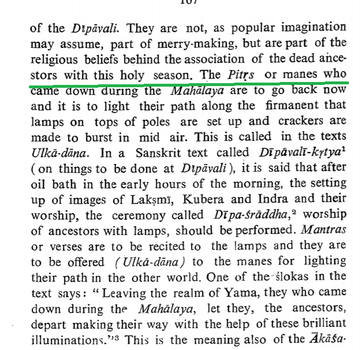 107
of the Dīpāvali. They are not, as popular imagination
may assume, part of merry-making, but are part of the
religious beliefs behind the association of the dead ance-
stors with this holy season. The Pitṛs or manes who
came down during the Mahālaya are to go back now
and it is to light their path along the firmanent that
lamps on tops of poles are set up and crackers are
made to burst in mid air. This is called in the texts
Ulkā-dāna. In a Sanskrit text called Dīpāvalī-kṛtya¹
( on things to be done at Dīpāvali ), it is said that after
oil bath in the early hours of the morning, the setting
up of images of Lakṣmī, Kubera and Indra and their
worship, the ceremony called Dīpa-śrāddha,² worship
of ancestors with lamps, should be performed. Mantras
or verses are to be recited to the lamps and they are
to be offered ( Ulkā-dāna ) to the manes for lighting
their path in the other world. One of the ślokas in the
text says: “ Leaving the realm of Yama, they who came
down during the Mahālaya, let they, the ancestors,
depart making their way with the help of these brilliant
illuminations.”³ This is the meaning also of the Ākāśa-